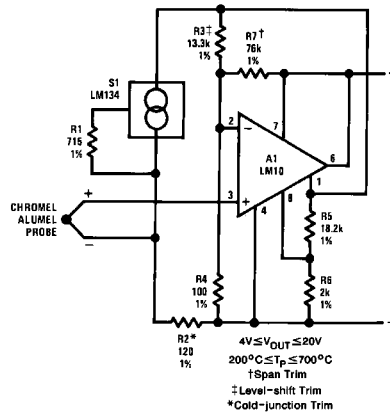 R3‡
13.3k
1%
R7†
76k
1%
S1
LM134
R1
715
1%
2
−
7
A1
LM10
6
1
3
+
4
8
CHROMEL
ALUMEL
PROBE
+
−
R5
18.2k
1%
R4
100
1%
R6
2k
1%
R2*
120
1%
4V≤VOUT≤20V
200°C≤TP≤700°C
†Span Trim
‡Level-shift Trim
*Cold-junction Trim